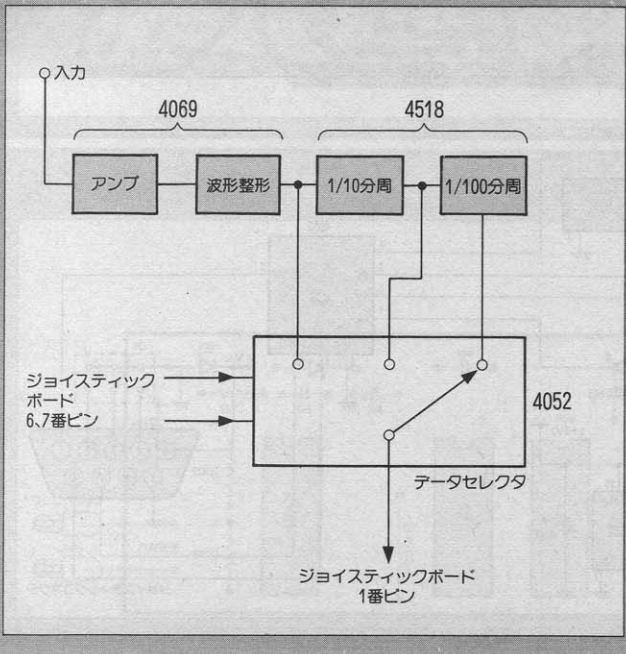 入力
4069
4518
アンプ
波形整形
1/10分周
1/100分周
ジョイスティック
ボード
6、7番ピン
4052
データセレクタ
ジョイスティックボード
1番ピン